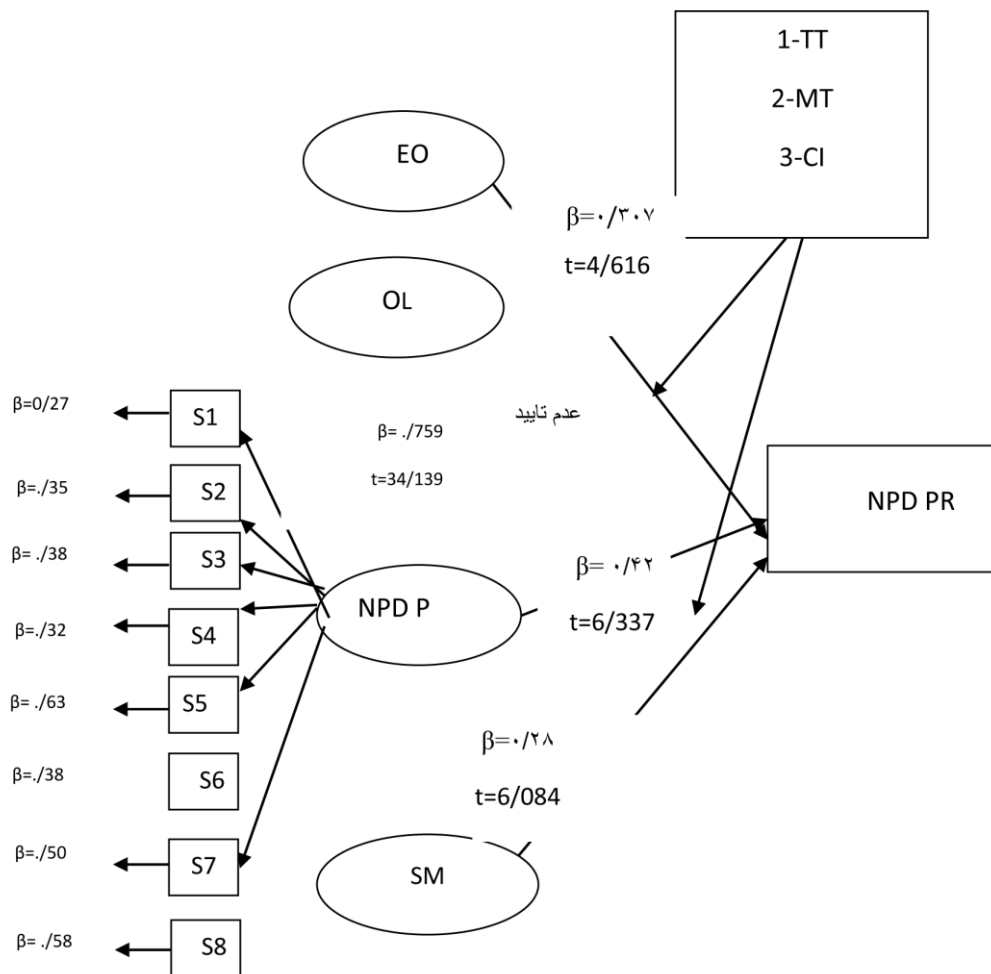 1-TT
2-MT
3-CI
EO
β=۰/۳۰۷
t=4/616
OL
β=0/27
S1
β= ./759
عدم تایید
t=34/139
β=./35
S2
NPD PR
β= ./38
S3
β= ۰/۴۲
NPD P
t=6/337
β=./32
S4
β= ./63
S5
β=۰/۲۸
β=./38
S6
t=6/084
β=./50
S7
SM
β= ./58
S8